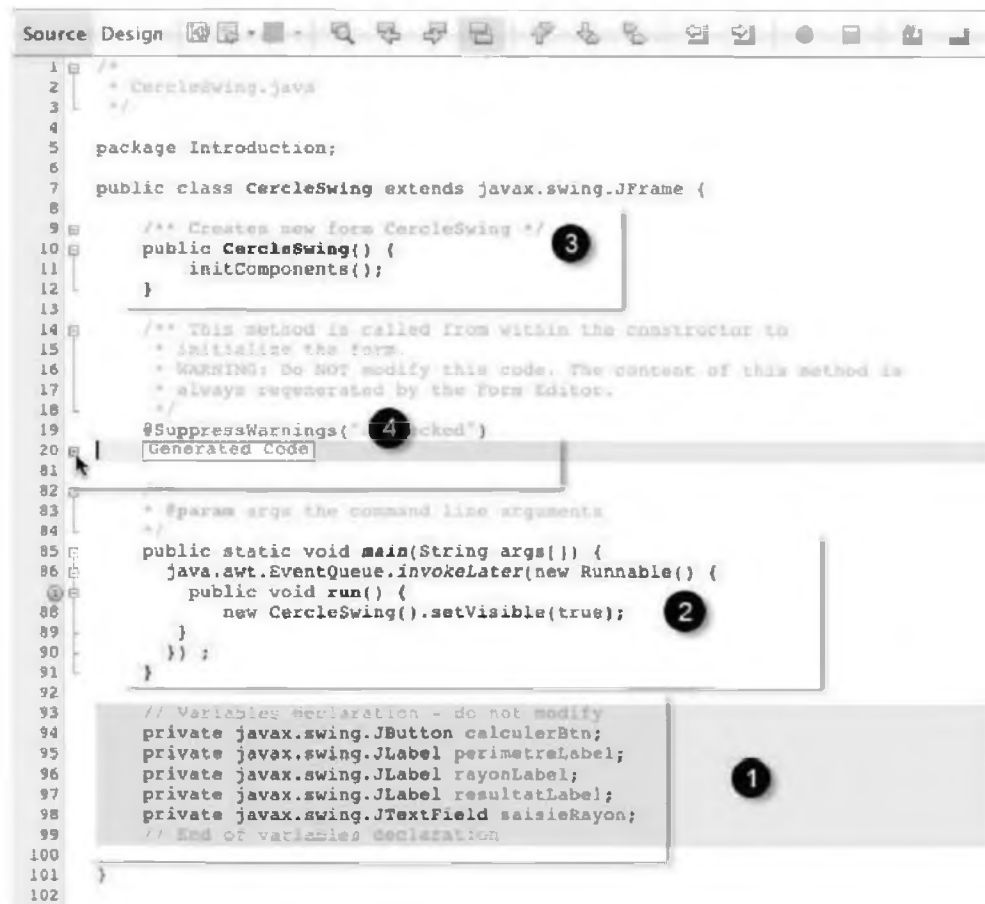 Source Design
1 /*
2 * CercleSwing.java
3 */
4
5 package Introduction;
6
7 public class CercleSwing extends javax.swing.JFrame {
8
9 /** Creates new form CercleSwing */
10 public CercleSwing() {
3
11 initComponents();
12 }
13
14 /** This method is called from within the constructor to
15 * initialize the form.
16 * WARNING: Do NOT modify this code. The content of this method is
17 * always regenerated by the Form Editor.
18 */
19 @SuppressWarnings(" 4 ecked")
20 Generated Code
81
82
83 * @param args the command line arguments
84 */
85 public static void main(String args[]) {
86 java.awt.EventQueue.invokeLater(new Runnable() {
public void run() {
88 new CercleSwing().setVisible(true);
2
89 }
90 }) ;
91 }
92
93 // Variables declaration - do not modify
94 private javax.swing.JButton calculerBtn;
95 private javax.swing.JLabel perimetreLabel;
96 private javax.swing.JLabel rayonLabel;
1
97 private javax.swing.JLabel resultatLabel;
98 private javax.swing.JTextField saisieRayon;
99 // End of variables declaration
100
101 }
102